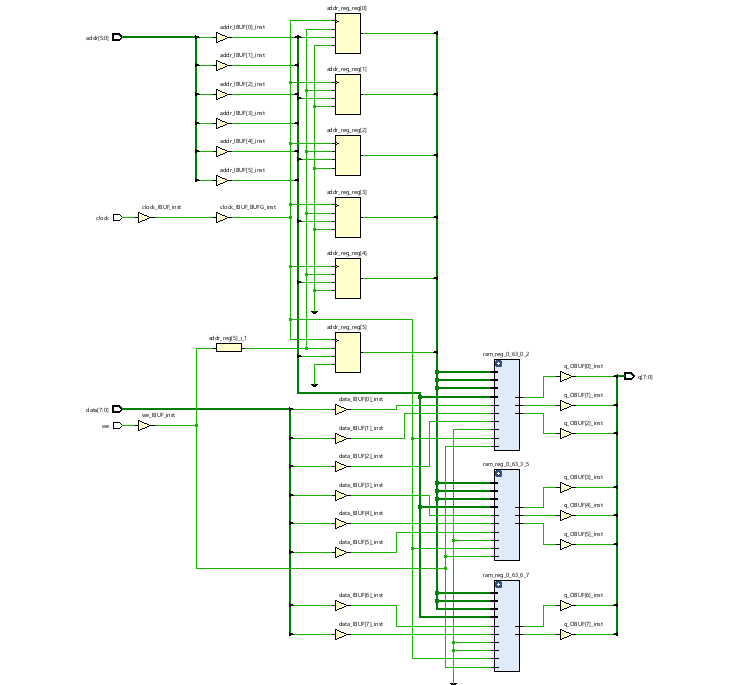 addr_reg_reg[0]
addr[5:0]
addr_IBUF[0]_inst
addr_IBUF[1]_inst
addr_reg_reg[1]
addr_IBUF[2]_inst
addr_IBUF[3]_inst
addr_reg_reg[2]
addr_IBUF[4]_inst
addr_IBUF[5]_inst
addr_reg_reg[3]
clock
clock_IBUF_inst
clock_IBUF_BUFG_inst
addr_reg_reg[4]
addr_reg_reg[5]
addr_reg[5]_i_1
ram_reg_0_63_0_2
q_OBUF[0]_inst
q[7:0]
data_IBUF[0]_inst
q_OBUF[1]_inst
data[7:0]
we_IBUF_inst
we
data_IBUF[1]_inst
q_OBUF[2]_inst
data_IBUF[2]_inst
ram_reg_0_63_3_5
q_OBUF[3]_inst
data_IBUF[3]_inst
q_OBUF[4]_inst
data_IBUF[4]_inst
q_OBUF[5]_inst
data_IBUF[5]_inst
ram_reg_0_63_6_7
data_IBUF[6]_inst
q_OBUF[6]_inst
data_IBUF[7]_inst
q_OBUF[7]_inst